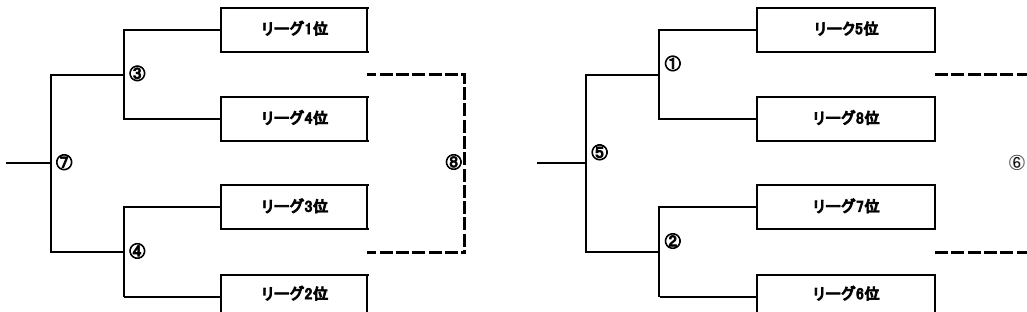 リーグ1位
③
リーグ4位
⑦
⑧
リーグ3位
④
リーグ2位
リーク5位
①
リーグ8位
⑤
⑥
リーグ7位
②
リーグ6位